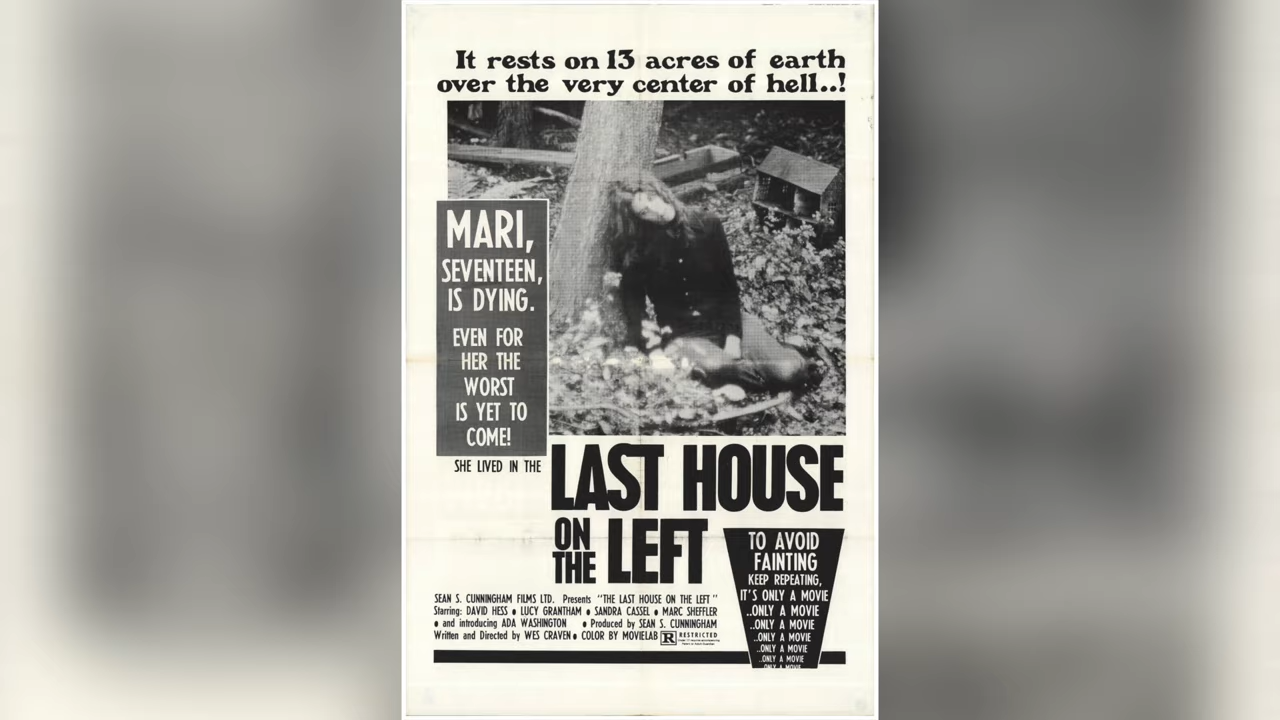 It rests on 13 acres of earth
over the very center of hell..!
MARI,
SEVENTEEN,
IS DYING.
EVEN FOR
HER THE
WORST
IS YET TO
COME!
SHE LIVED IN THE
LAST HOUSE
ON
THE
LEFT
TO AVOID
FAINTING
KEEP REPEATING,
IT'S ONLY A MOVIE
..ONLY A MOVIE
..ONLY A MOVIE
..ONLY A MOVIE
..ONLY A MOVIE
..ONLY A MOVIE
ONLY A MOVIE
SEAN S. CUNNINGHAM FILMS LTD. Presents "THE LAST HOUSE ON THE LEFT"
Starring: DAVID HESS • LUCY GRANTHAM • SANDRA CASSEL • MARC SHEFFLER
• and introducing ADA WASHINGTON • Produced by SEAN S. CUNNINGHAM
Written and Directed by WES CRAVEN • COLOR BY MOVIELAB R RESTRICTED